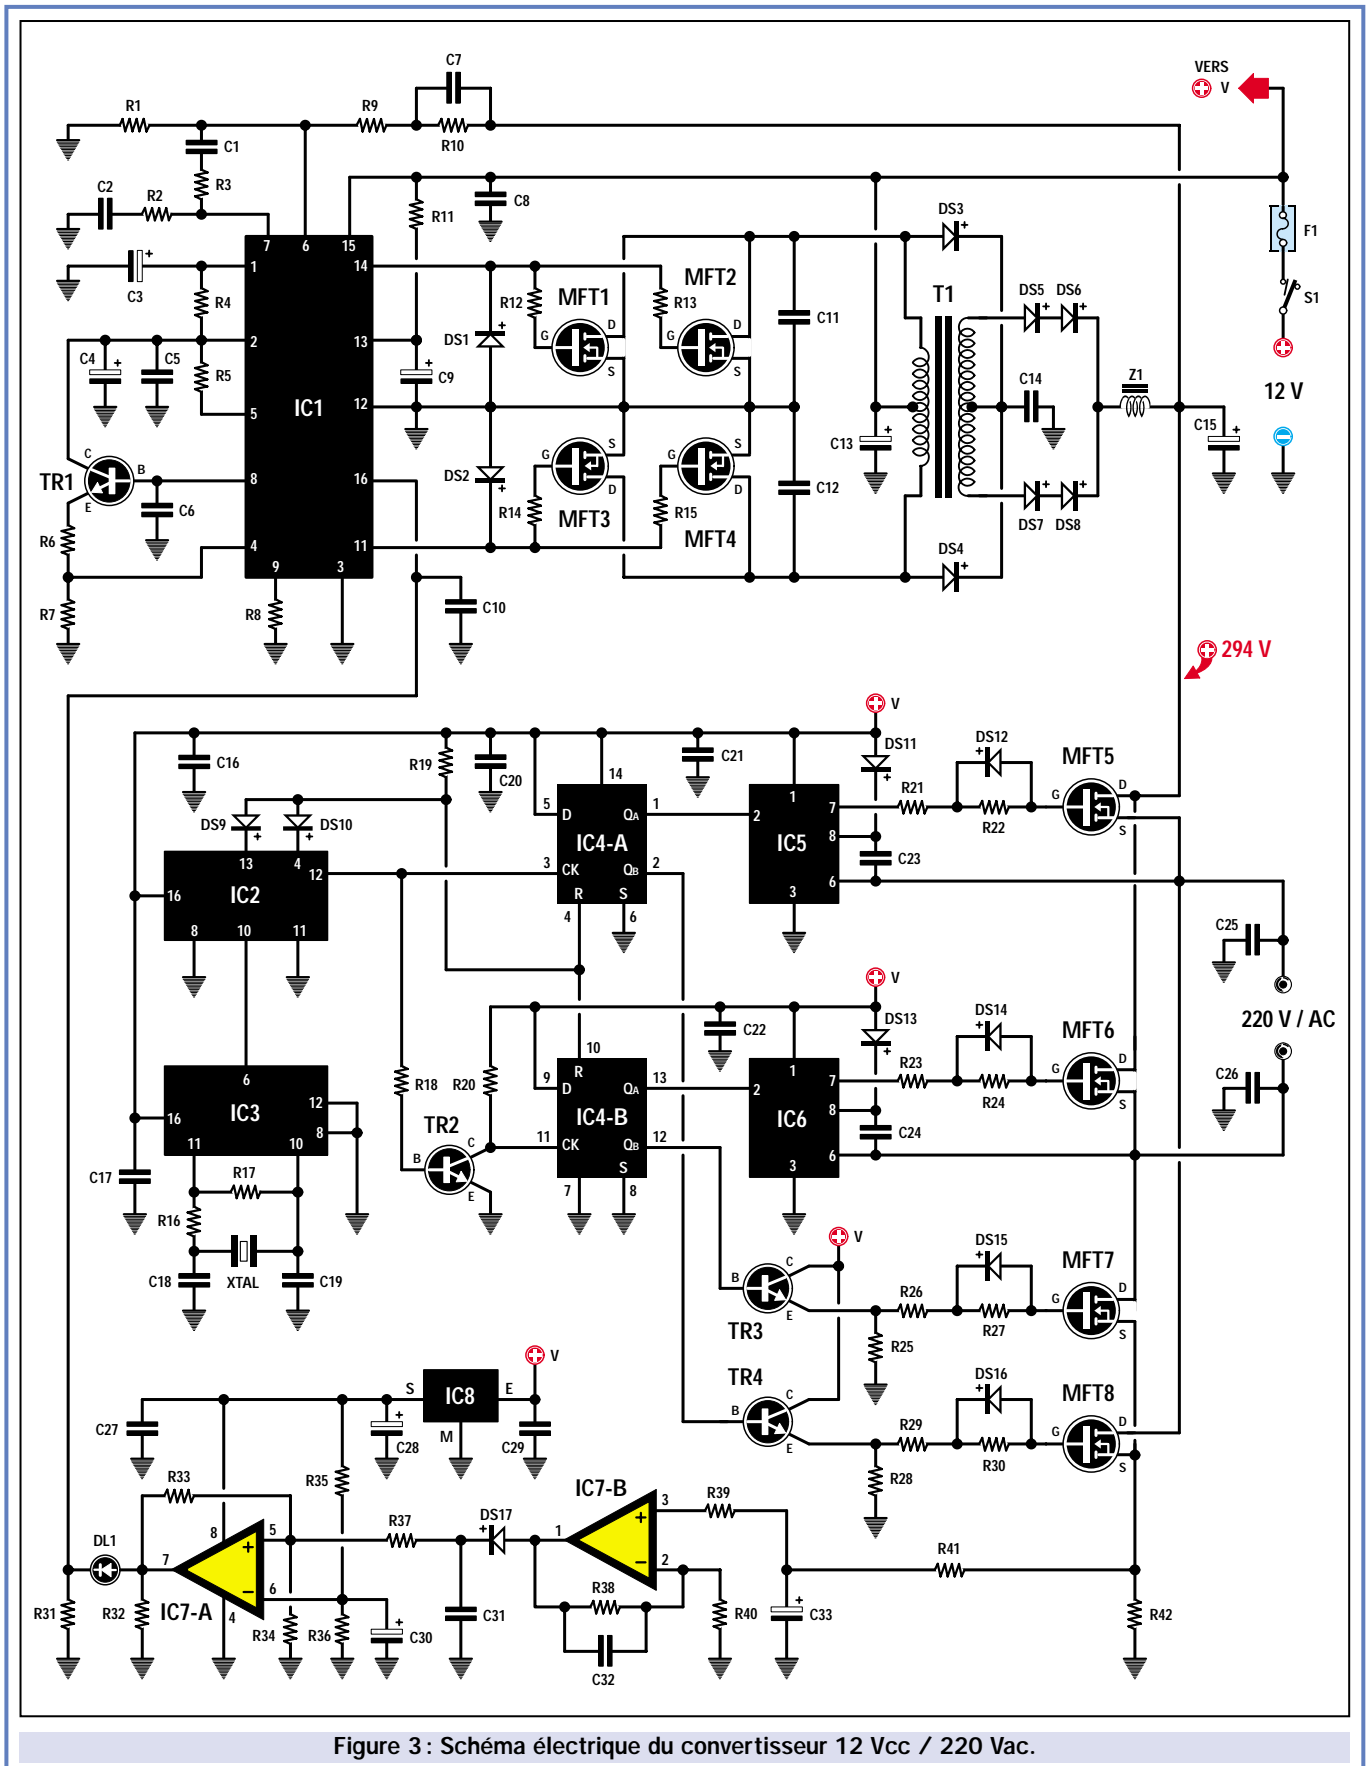 C7
VERS
V
R1
R9
R10
C1
R3
C2
R2
R11
C8
DS3
F1
7
6
15
1
14
C3
R4
R12
MFT1
MFT2
R13
T1
DS5
DS6
S1
D
D
C11
2
13
DS1
G
G
C4
C5
R5
C9
S
S
C14
Z1
IC1
12
12 V
5
C13
C15
C
S
S
G
G
B
8
16
DS2
D
D
C12
TR1
E
C6
R14
MFT3
R15
MFT4
DS7
DS8
R6
4
11
DS4
9
3
R7
R8
C10
294 V
V
C16
R19
C20
C21
DS11
DS12
MFT5
14
5
D
QA
1
2
1
7
R21
G
D
R22
S
DS9
DS10
IC4-A
IC5
8
C23
13
4
12
3
CK
QB
2
6
16
IC2
R
S
3
8
10
11
4
6
C25
V
C22
DS13
DS14
MFT6
220 V / AC
10
R
1
R18
R20
9
D
QA
13
2
7
R23
G
D
R24
S
C26
6
16
IC3
12
8
TR2
IC4-B
IC6
8
C24
11
10
C
11
CK
QB
12
6
B
S
3
C17
R17
E
7
8
R16
V
C
DS15
MFT7
C18
XTAL
C19
B
R26
G
D
R27
S
E
TR3
R25
V
S
IC8
E
TR4
C
DS16
MFT8
B
R29
G
D
C27
M
C28
C29
E
R30
S
R35
R28
R33
IC7-B
3
R39
DS17
8
5
R37
1
DL1
7
2
R41
6
R38
R31
R32
IC7-A
4
R34
R36
C30
C31
R40
C33
R42
C32
Figure 3 : Schéma électrique du convertisseur 12 Vcc / 220 Vac.